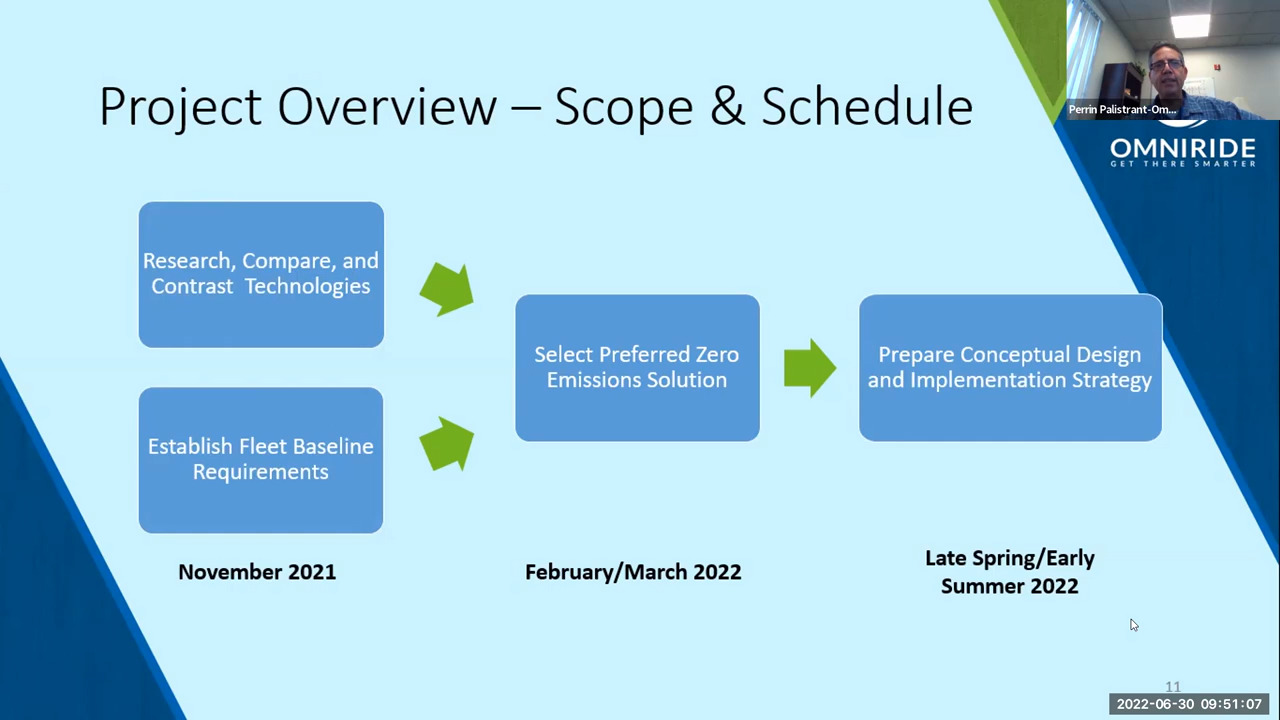 Project Overview – Scope & Schedule
Perrin Palistrant-Om...
OMNIRIDE
GET THERE SMARTER
Research, Compare, and
Contrast Technologies
Establish Fleet Baseline
Requirements
Select Preferred Zero
Emissions Solution
Prepare Conceptual Design
and Implementation Strategy
November 2021
February/March 2022
Late Spring/Early
Summer 2022
11
2022-06-30 09:51:07